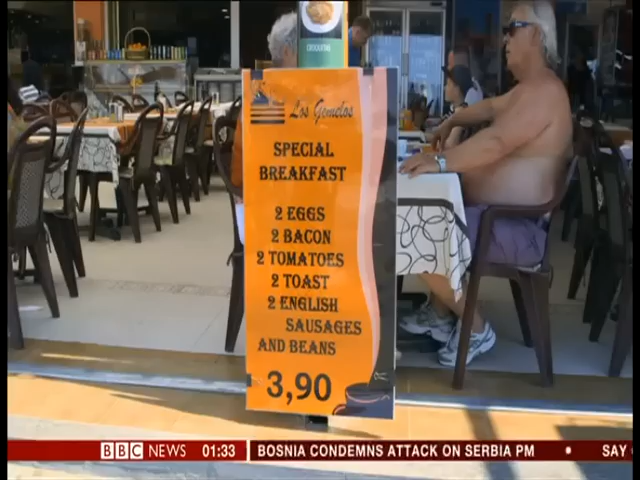 CROQUETAS
Los Gemelos
SPECIAL
BREAKFAST
2 EGGS
2 BACON
2 TOMATOES
2 TOAST
2 ENGLISH
SAUSAGES
AND BEANS
3,90
BBC NEWS 01:33 BOSNIA CONDEMNS ATTACK ON SERBIA PM • SAY